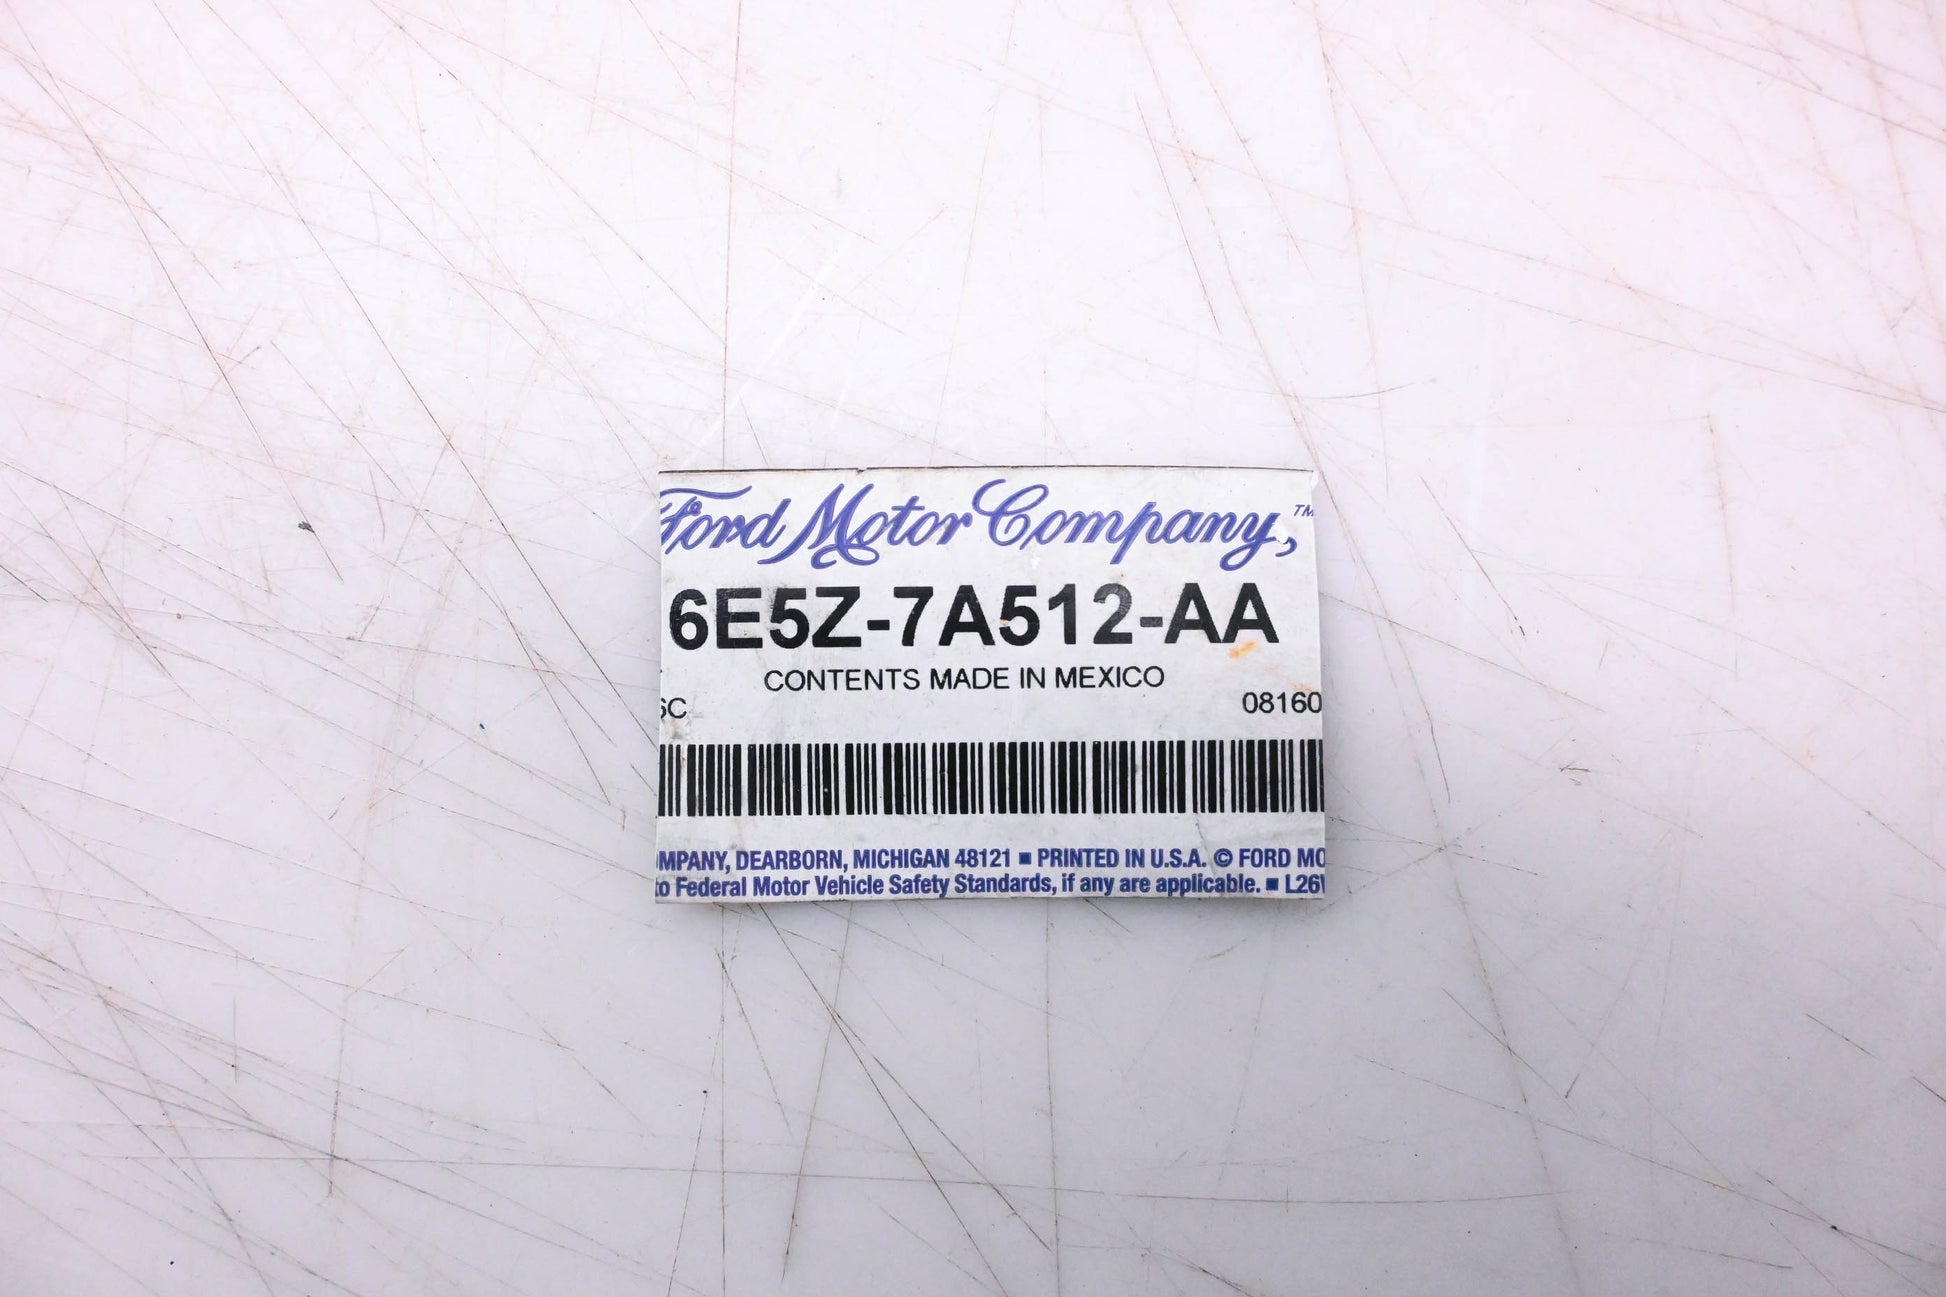 Ford Motor Company, ™
6E5Z-7A512-AA
CONTENTS MADE IN MEXICO
6C 08160
MPANY, DEARBORN, MICHIGAN 48121 ■ PRINTED IN U.S.A. © FORD MO
to Federal Motor Vehicle Safety Standards, if any are applicable. ■ L26